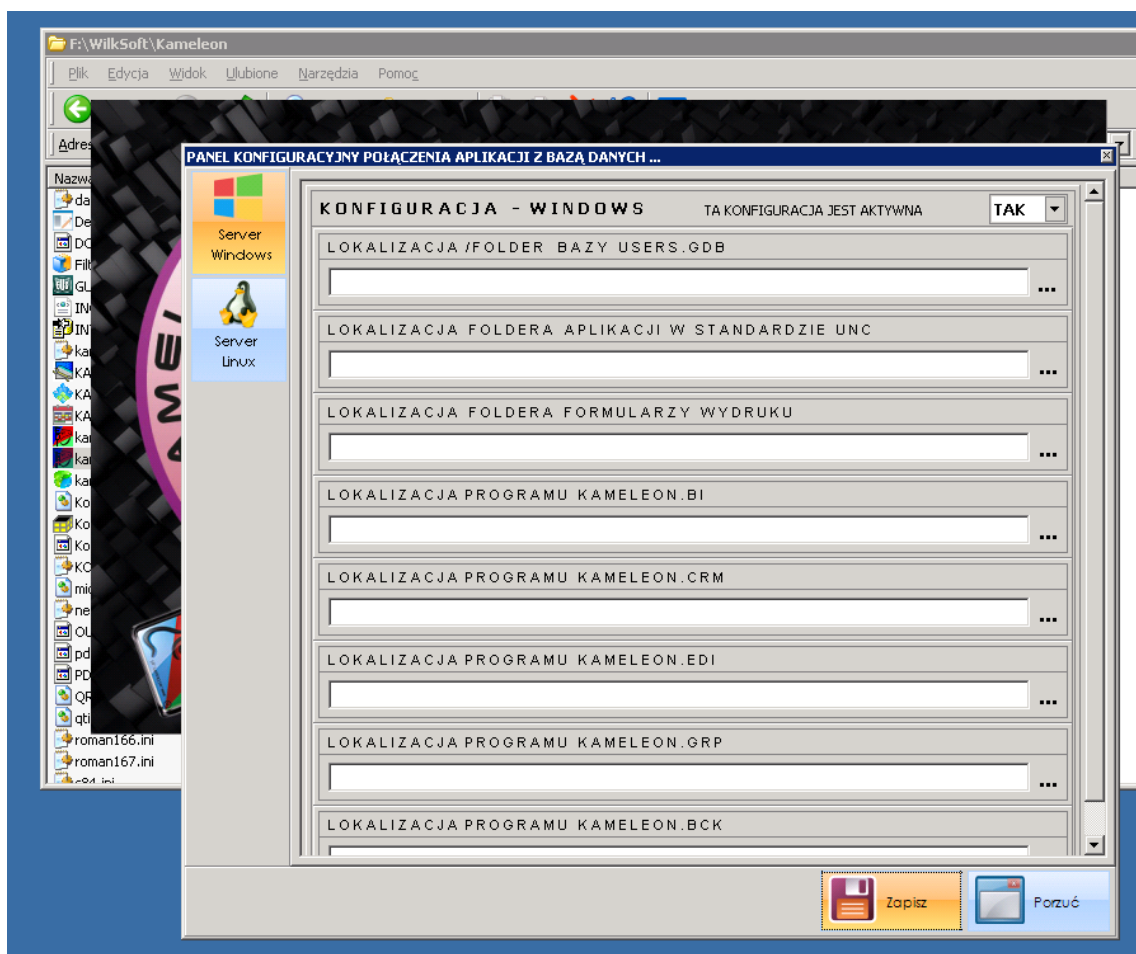 F:\WilkSoft\Kameleon
Plik Edycja Widok Ulubione Narzędzia Pomoc
PANEL KONFIGURACYJNY POŁĄCZENIA APLIKACJI Z BAZĄ DANYCH ...
Server
Windows
Server
Linux
KONFIGURACJA - WINDOWS TA KONFIGURACJA JEST AKTYWNA TAK
LOKALIZACJA /FOLDER BAZY USERS.GDB
...
LOKALIZACJA FOLDERA APLIKACJI W STANDARDZIE UNC
...
LOKALIZACJA FOLDERA FORMULARZY WYDRUKU
...
LOKALIZACJA PROGRAMU KAMELEON.BI
...
LOKALIZACJA PROGRAMU KAMELEON.CRM
...
LOKALIZACJA PROGRAMU KAMELEON.EDI
...
LOKALIZACJA PROGRAMU KAMELEON.GRP
...
LOKALIZACJA PROGRAMU KAMELEON.BCK
Zapisz
Porzuć
roman166.ini
roman167.ini